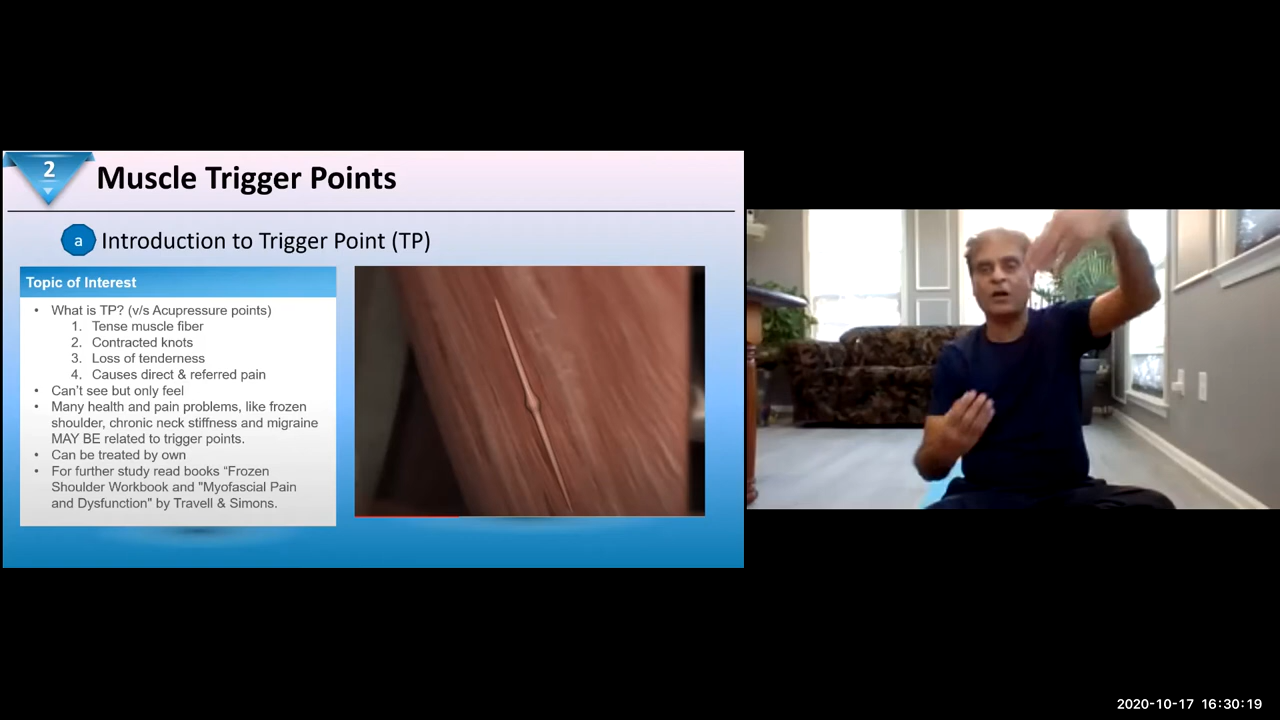 2
Muscle Trigger Points
a
Introduction to Trigger Point (TP)
Topic of Interest
• What is TP? (v/s Acupressure points)
1. Tense muscle fiber
2. Contracted knots
3. Loss of tenderness
4. Causes direct & referred pain
• Can't see but only feel
• Many health and pain problems, like frozen
shoulder, chronic neck stiffness and migraine
MAY BE related to trigger points.
• Can be treated by own
• For further study read books “Frozen
Shoulder Workbook and "Myofascial Pain
and Dysfunction" by Travell & Simons.
2020-10-17 16:30:19